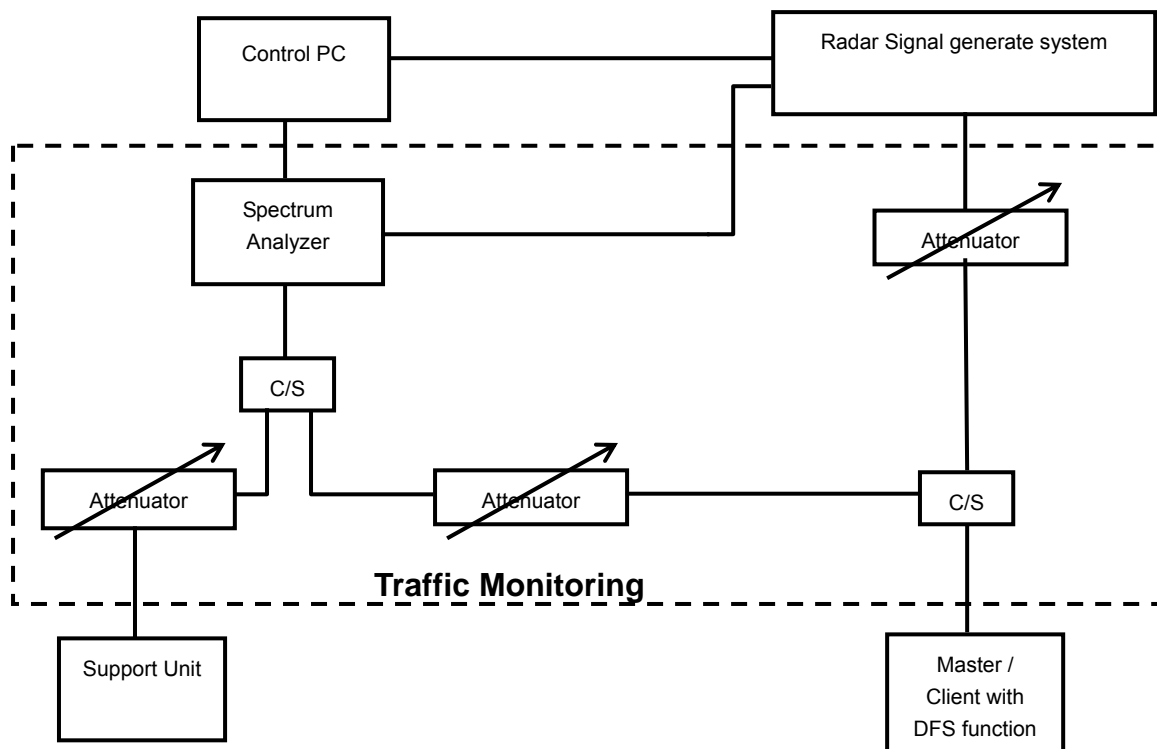 Control PC
Radar Signal generate system
Spectrum
Analyzer
Attenuator
C/S
Attenuator
Attenuator
C/S
Traffic Monitoring
Support Unit
Master /
Client with
DFS function